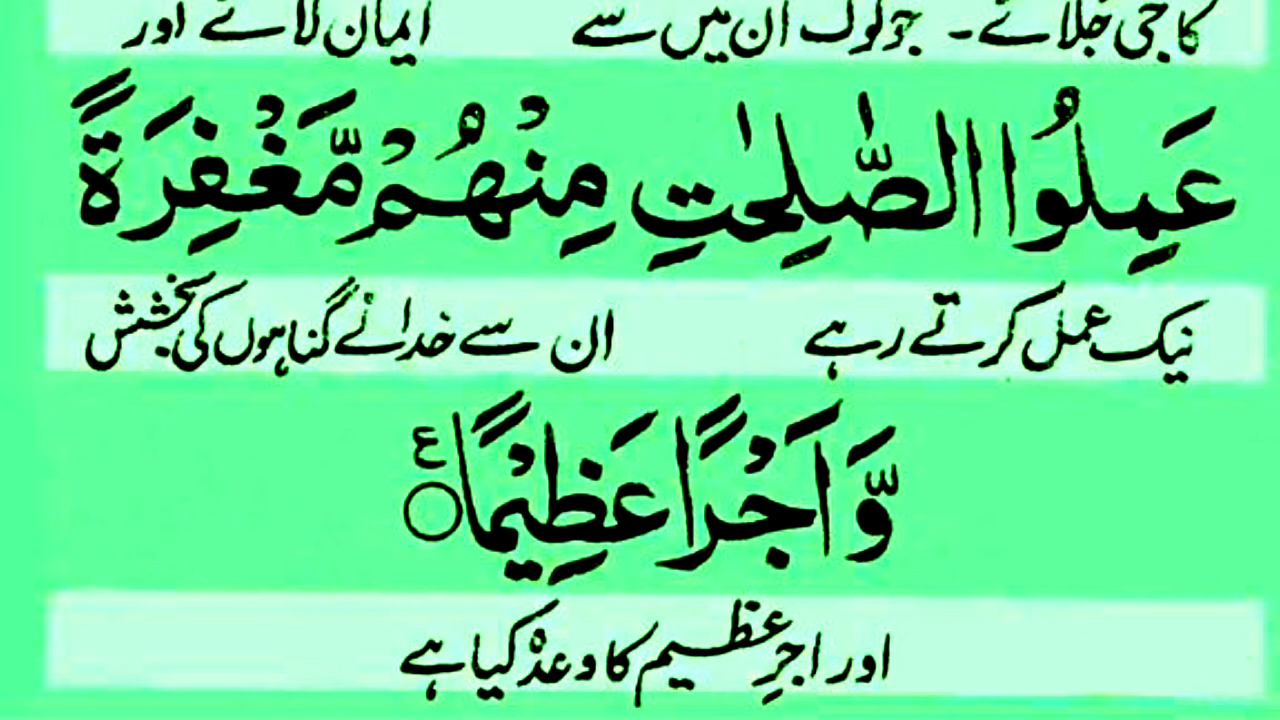 کا جی جلائے۔ جو لوگ ان میں سے ایمان لائے اور
عَمِلُوا الصّٰلِحٰتِ مِنْهُمْ مَّغْفِرَةً
نیک عمل کرتے رہے ان سے خدا نے گناہوں کی بخشش
وَّاَجْرًا عَظِیْمًا ۝ ع
اور اجرِ عظیم کا وعدہ کیا ہے